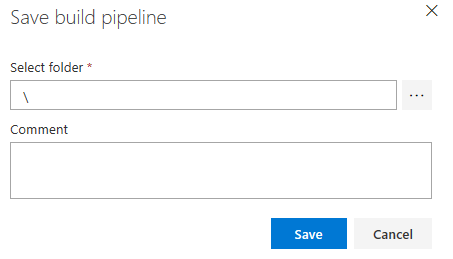 Save build pipeline
Select folder *
\
...
Comment
Save
Cancel